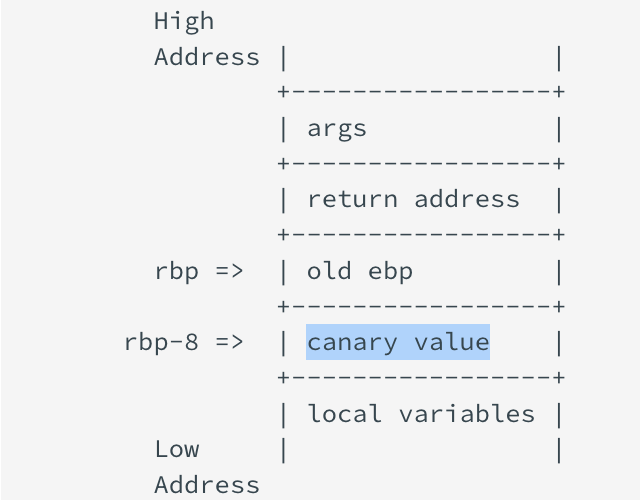 High
Address |                  |
        +-----------------+
        | args            |
        +-----------------+
        | return address  |
        +-----------------+
rbp =>  | old ebp         |
        +-----------------+
rbp-8 => | canary value    |
        +-----------------+
        | local variables |
Low     |                 |
Address